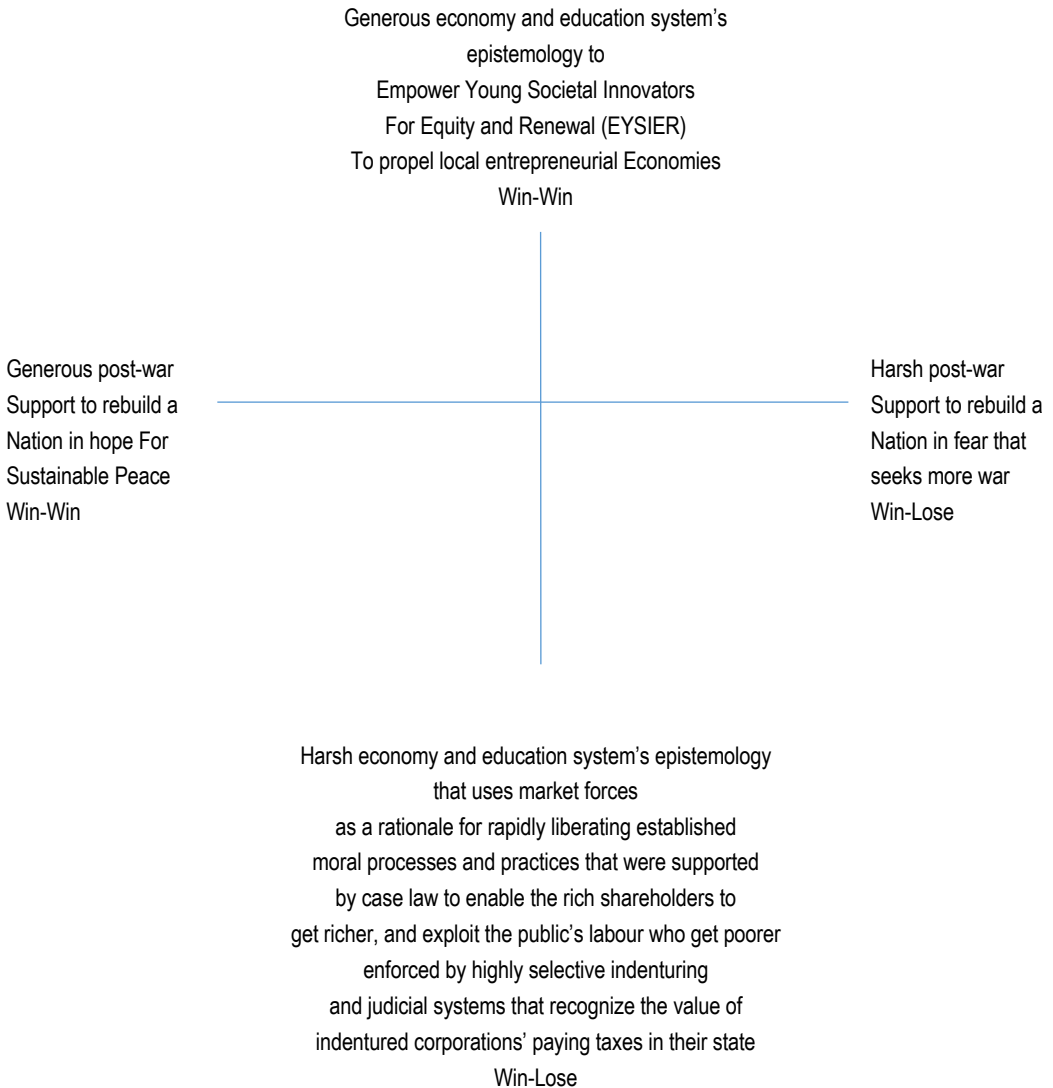 Generous economy and education system’s
epistemology to
Empower Young Societal Innovators
For Equity and Renewal (EYSIER)
To propel local entrepreneurial Economies
Win-Win
Generous post-war
Support to rebuild a
Nation in hope For
Sustainable Peace
Win-Win
Harsh post-war
Support to rebuild a
Nation in fear that
seeks more war
Win-Lose
Harsh economy and education system’s epistemology
that uses market forces
as a rationale for rapidly liberating established
moral processes and practices that were supported
by case law to enable the rich shareholders to
get richer, and exploit the public’s labour who get poorer
enforced by highly selective indenturing
and judicial systems that recognize the value of
indentured corporations’ paying taxes in their state
Win-Lose